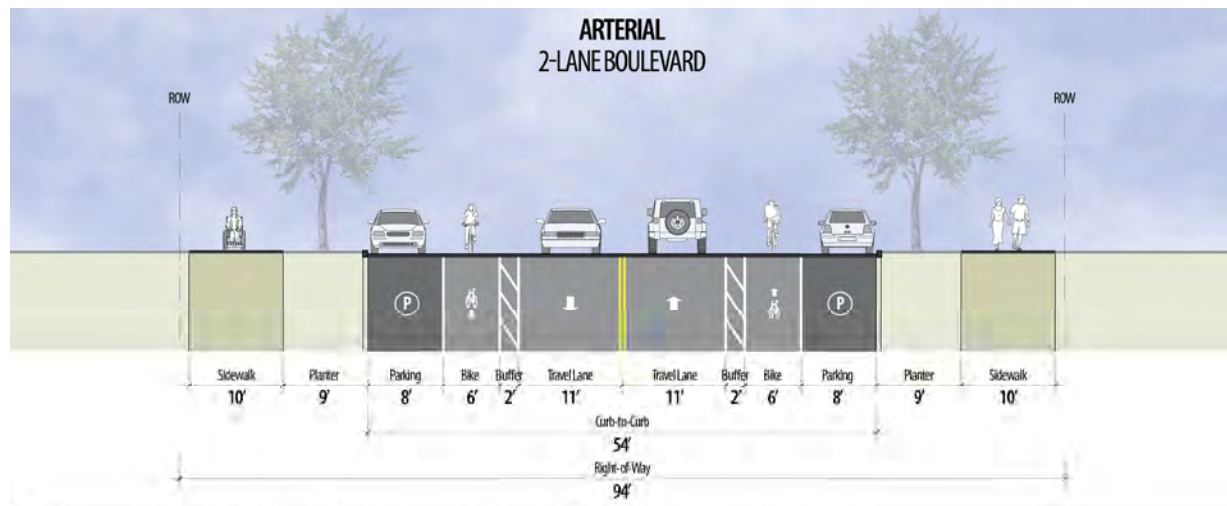 ARTERIAL
2-LANE BOULEVARD
ROW
ROW
P
P
Sidewalk Planter Parking Bike Buffer Travel Lane Travel Lane Buffer Bike Parking Planter Sidewalk
10' 9' 8' 6' 2' 11' 11' 2' 6' 8' 9' 10'
Curb-to-Curb
54'
Right-of-Way
94'